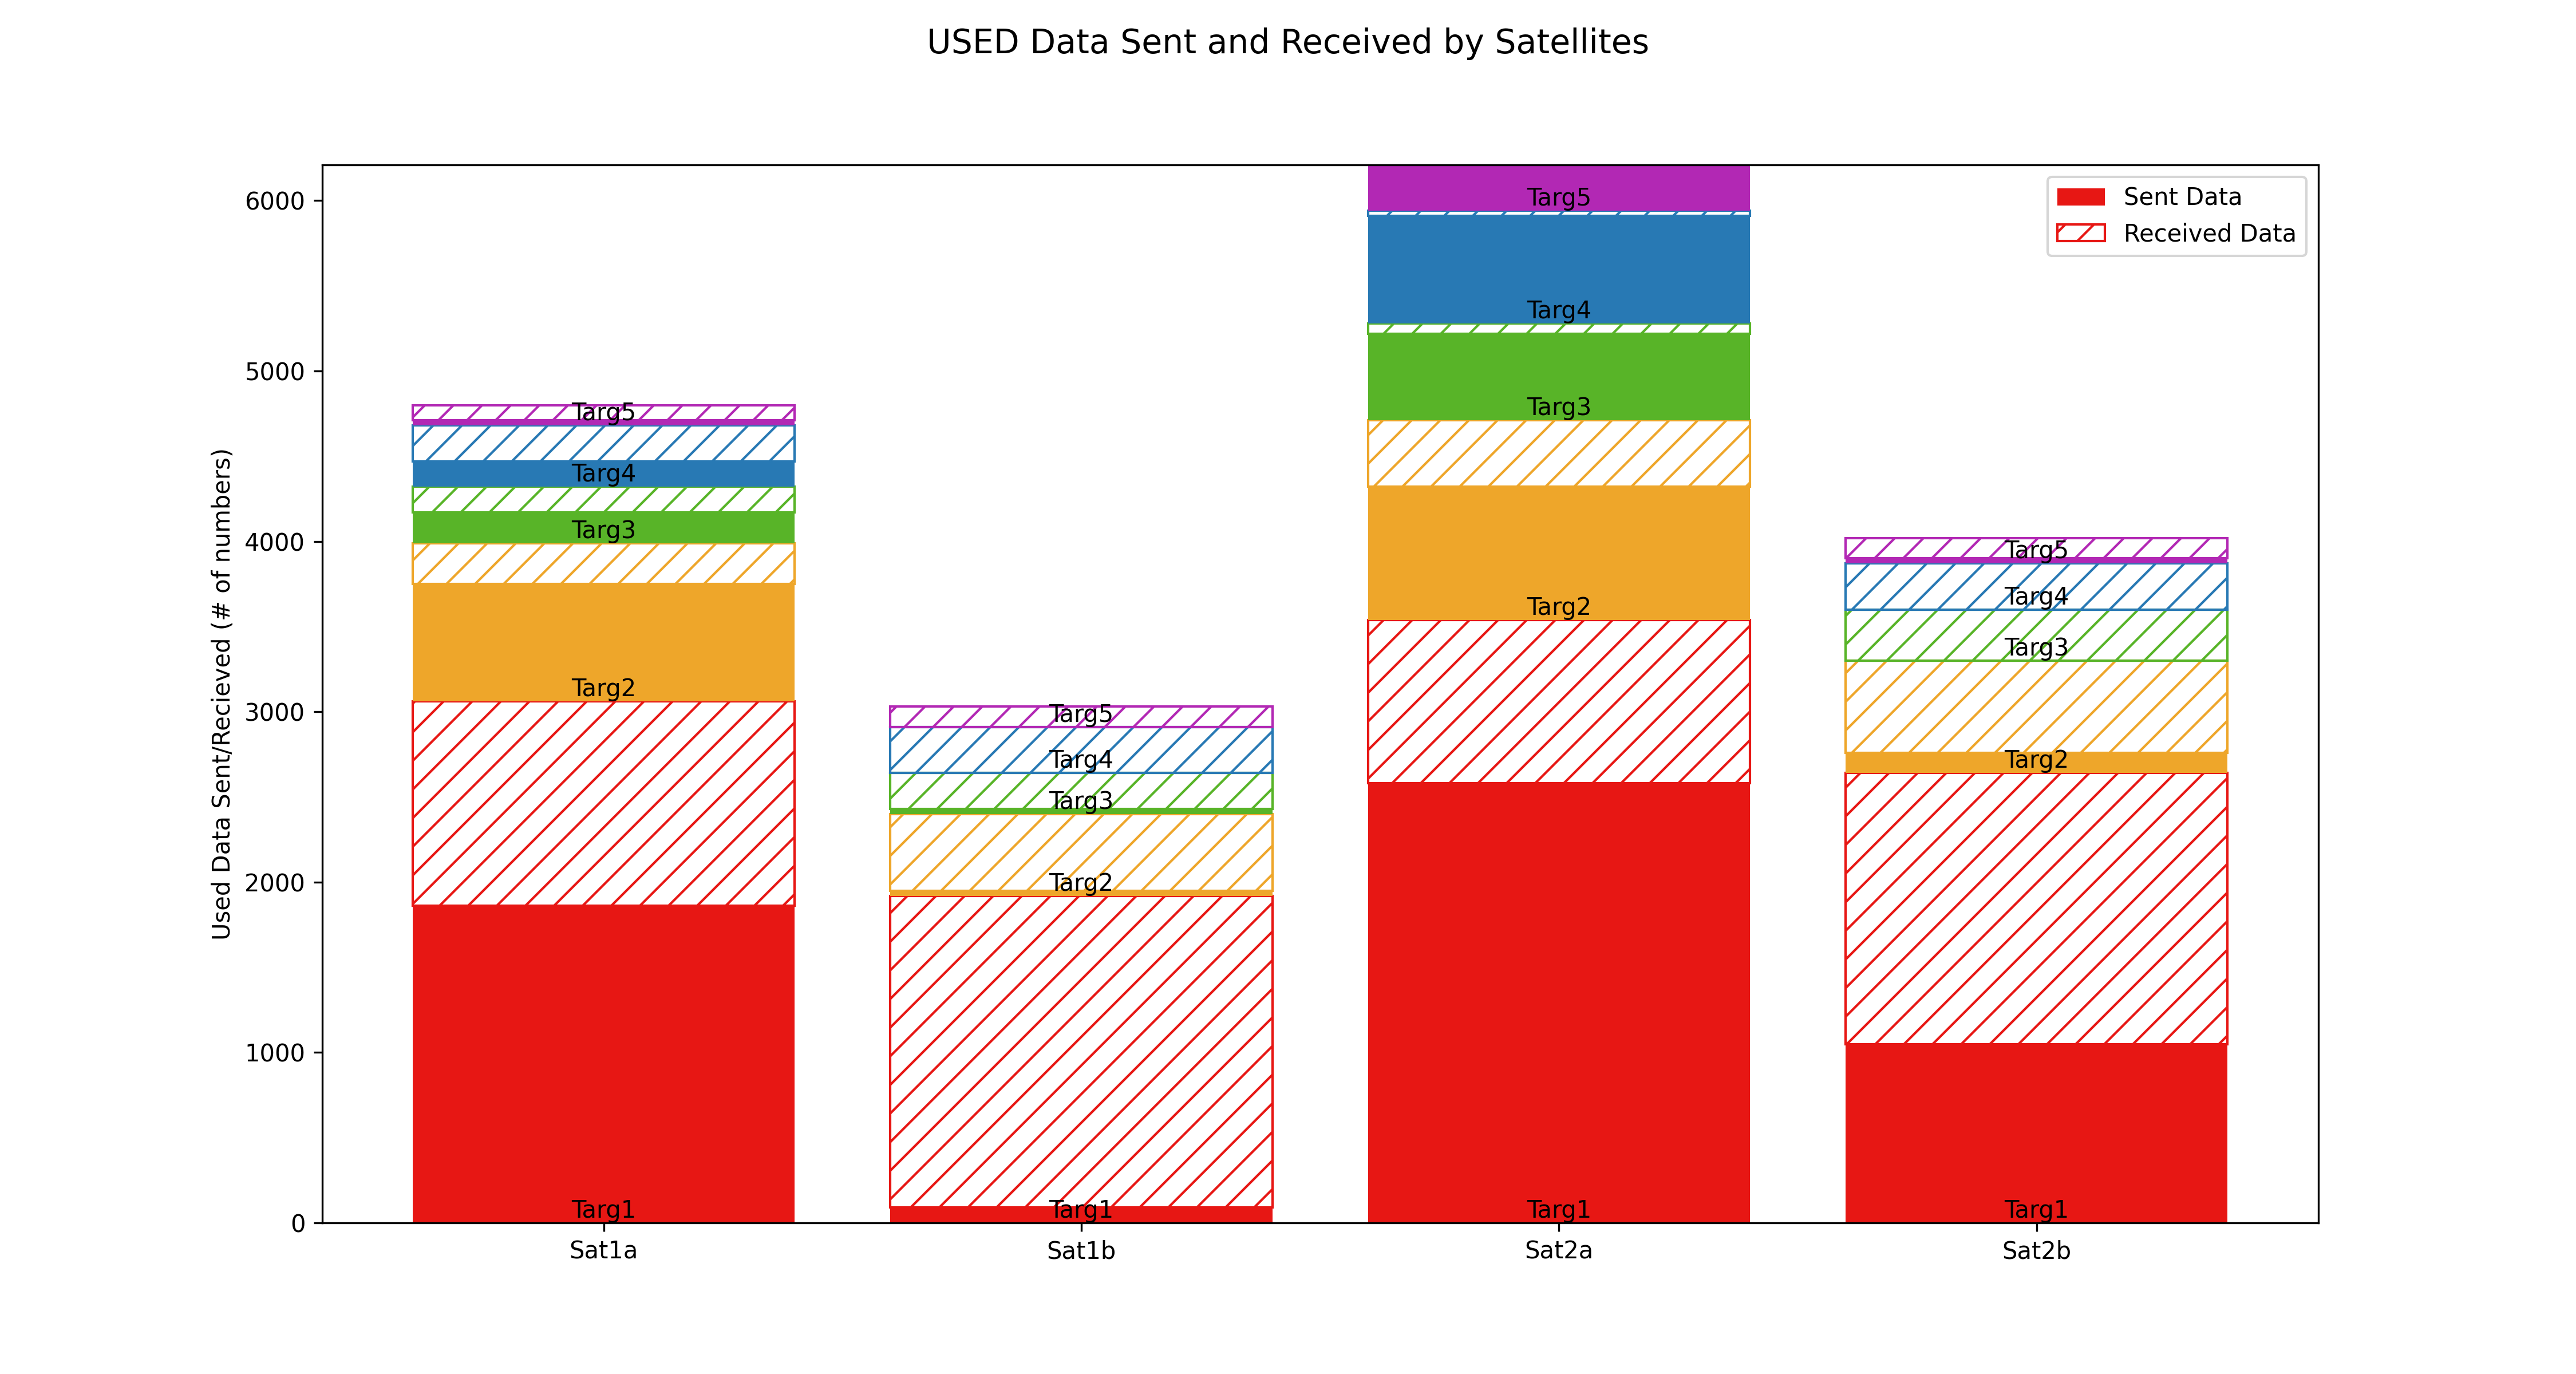 USED Data Sent and Received by Satellites
Used Data Sent/Recieved (# of numbers)
6000
5000
4000
3000
2000
1000
0
Targ5
Targ4
Targ3
Targ2
Targ1
Targ5
Targ4
Targ3
Targ2
Targ1
Targ5
Targ4
Targ3
Targ2
Targ1
Targ5
Targ4
Targ3
Targ2
Targ1
Sent Data
Received Data
Sat1a
Sat1b
Sat2a
Sat2b